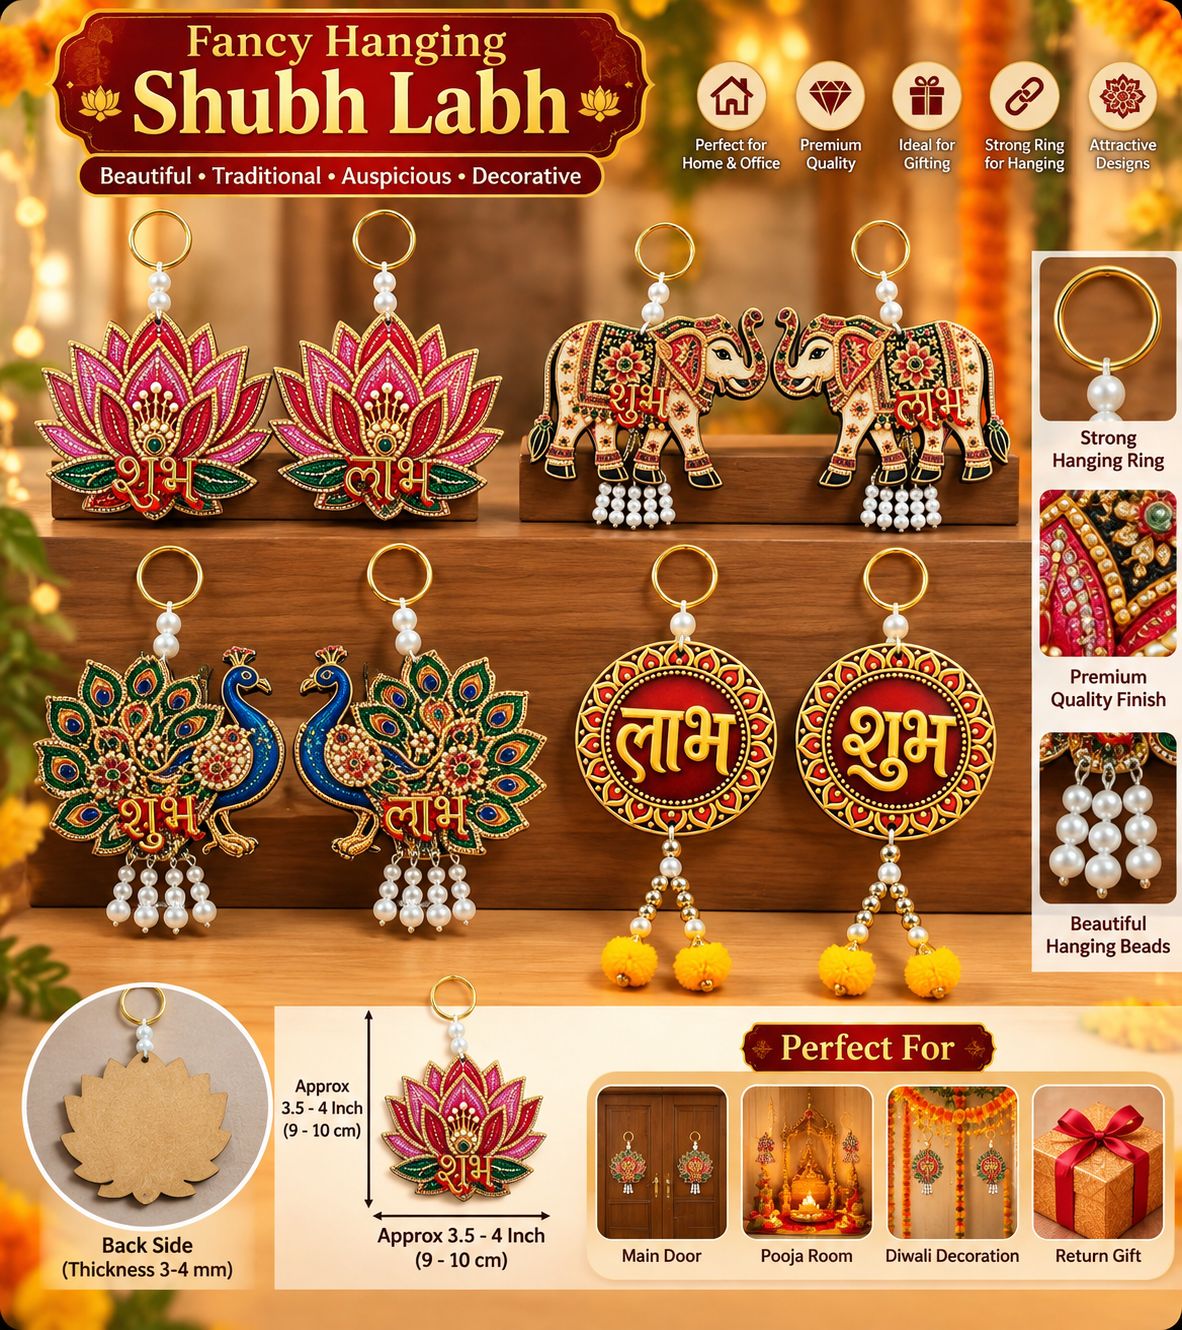 Fancy Hanging
Shubh Labh
Beautiful • Traditional • Auspicious • Decorative
Perfect for
Home & Office
Premium
Quality
Ideal for
Gifting
Strong Ring
for Hanging
Attractive
Designs
शुभ
लाभ
शुभ
लाभ
Strong
Hanging Ring
Premium
Quality Finish
शुभ
लाभ
लाभ
शुभ
Beautiful
Hanging Beads
Back Side
(Thickness 3-4 mm)
Approx
3.5 - 4 Inch
(9 - 10 cm)
शुभ
Approx 3.5 - 4 Inch
(9 - 10 cm)
Perfect For
Main Door
Pooja Room
Diwali Decoration
Return Gift